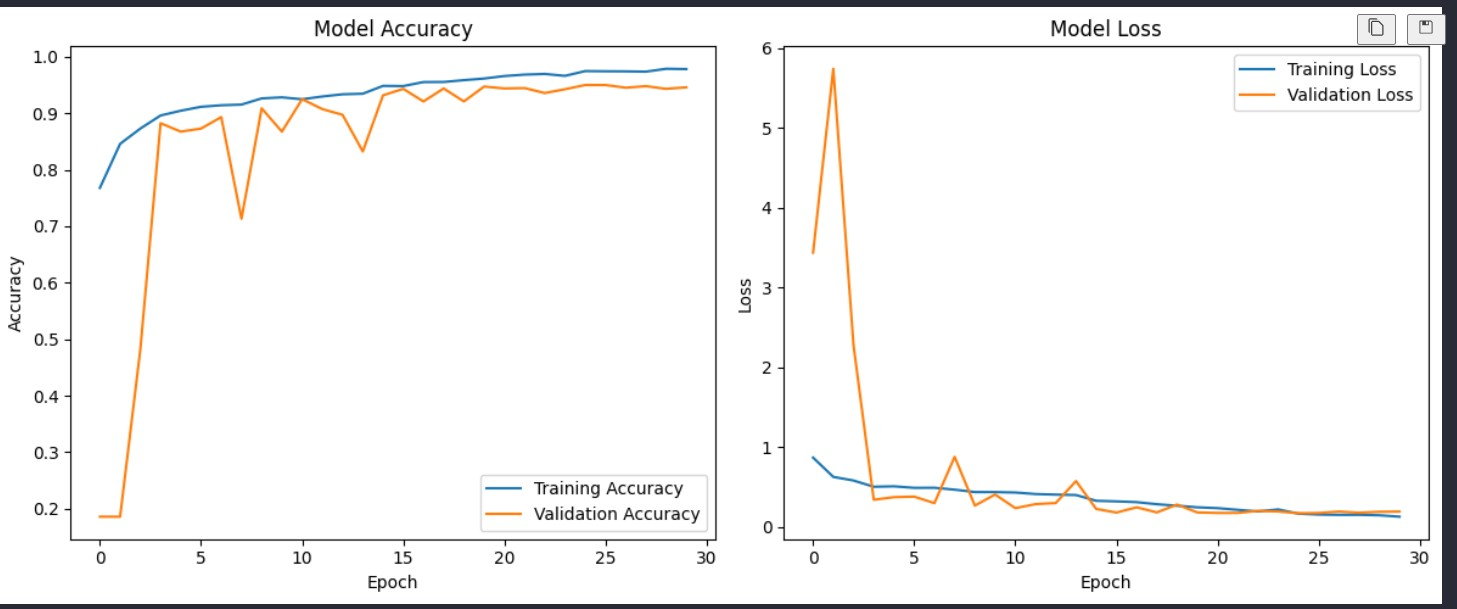 Model Accuracy
1.0
0.9
0.8
0.7
0.6
0.5
0.4
0.3
0.2
Accuracy
Training Accuracy
Validation Accuracy
0 5 10 15 20 25 30
Epoch
Model Loss
6
5
4
3
2
1
0
Loss
Training Loss
Validation Loss
0 5 10 15 20 25 30
Epoch